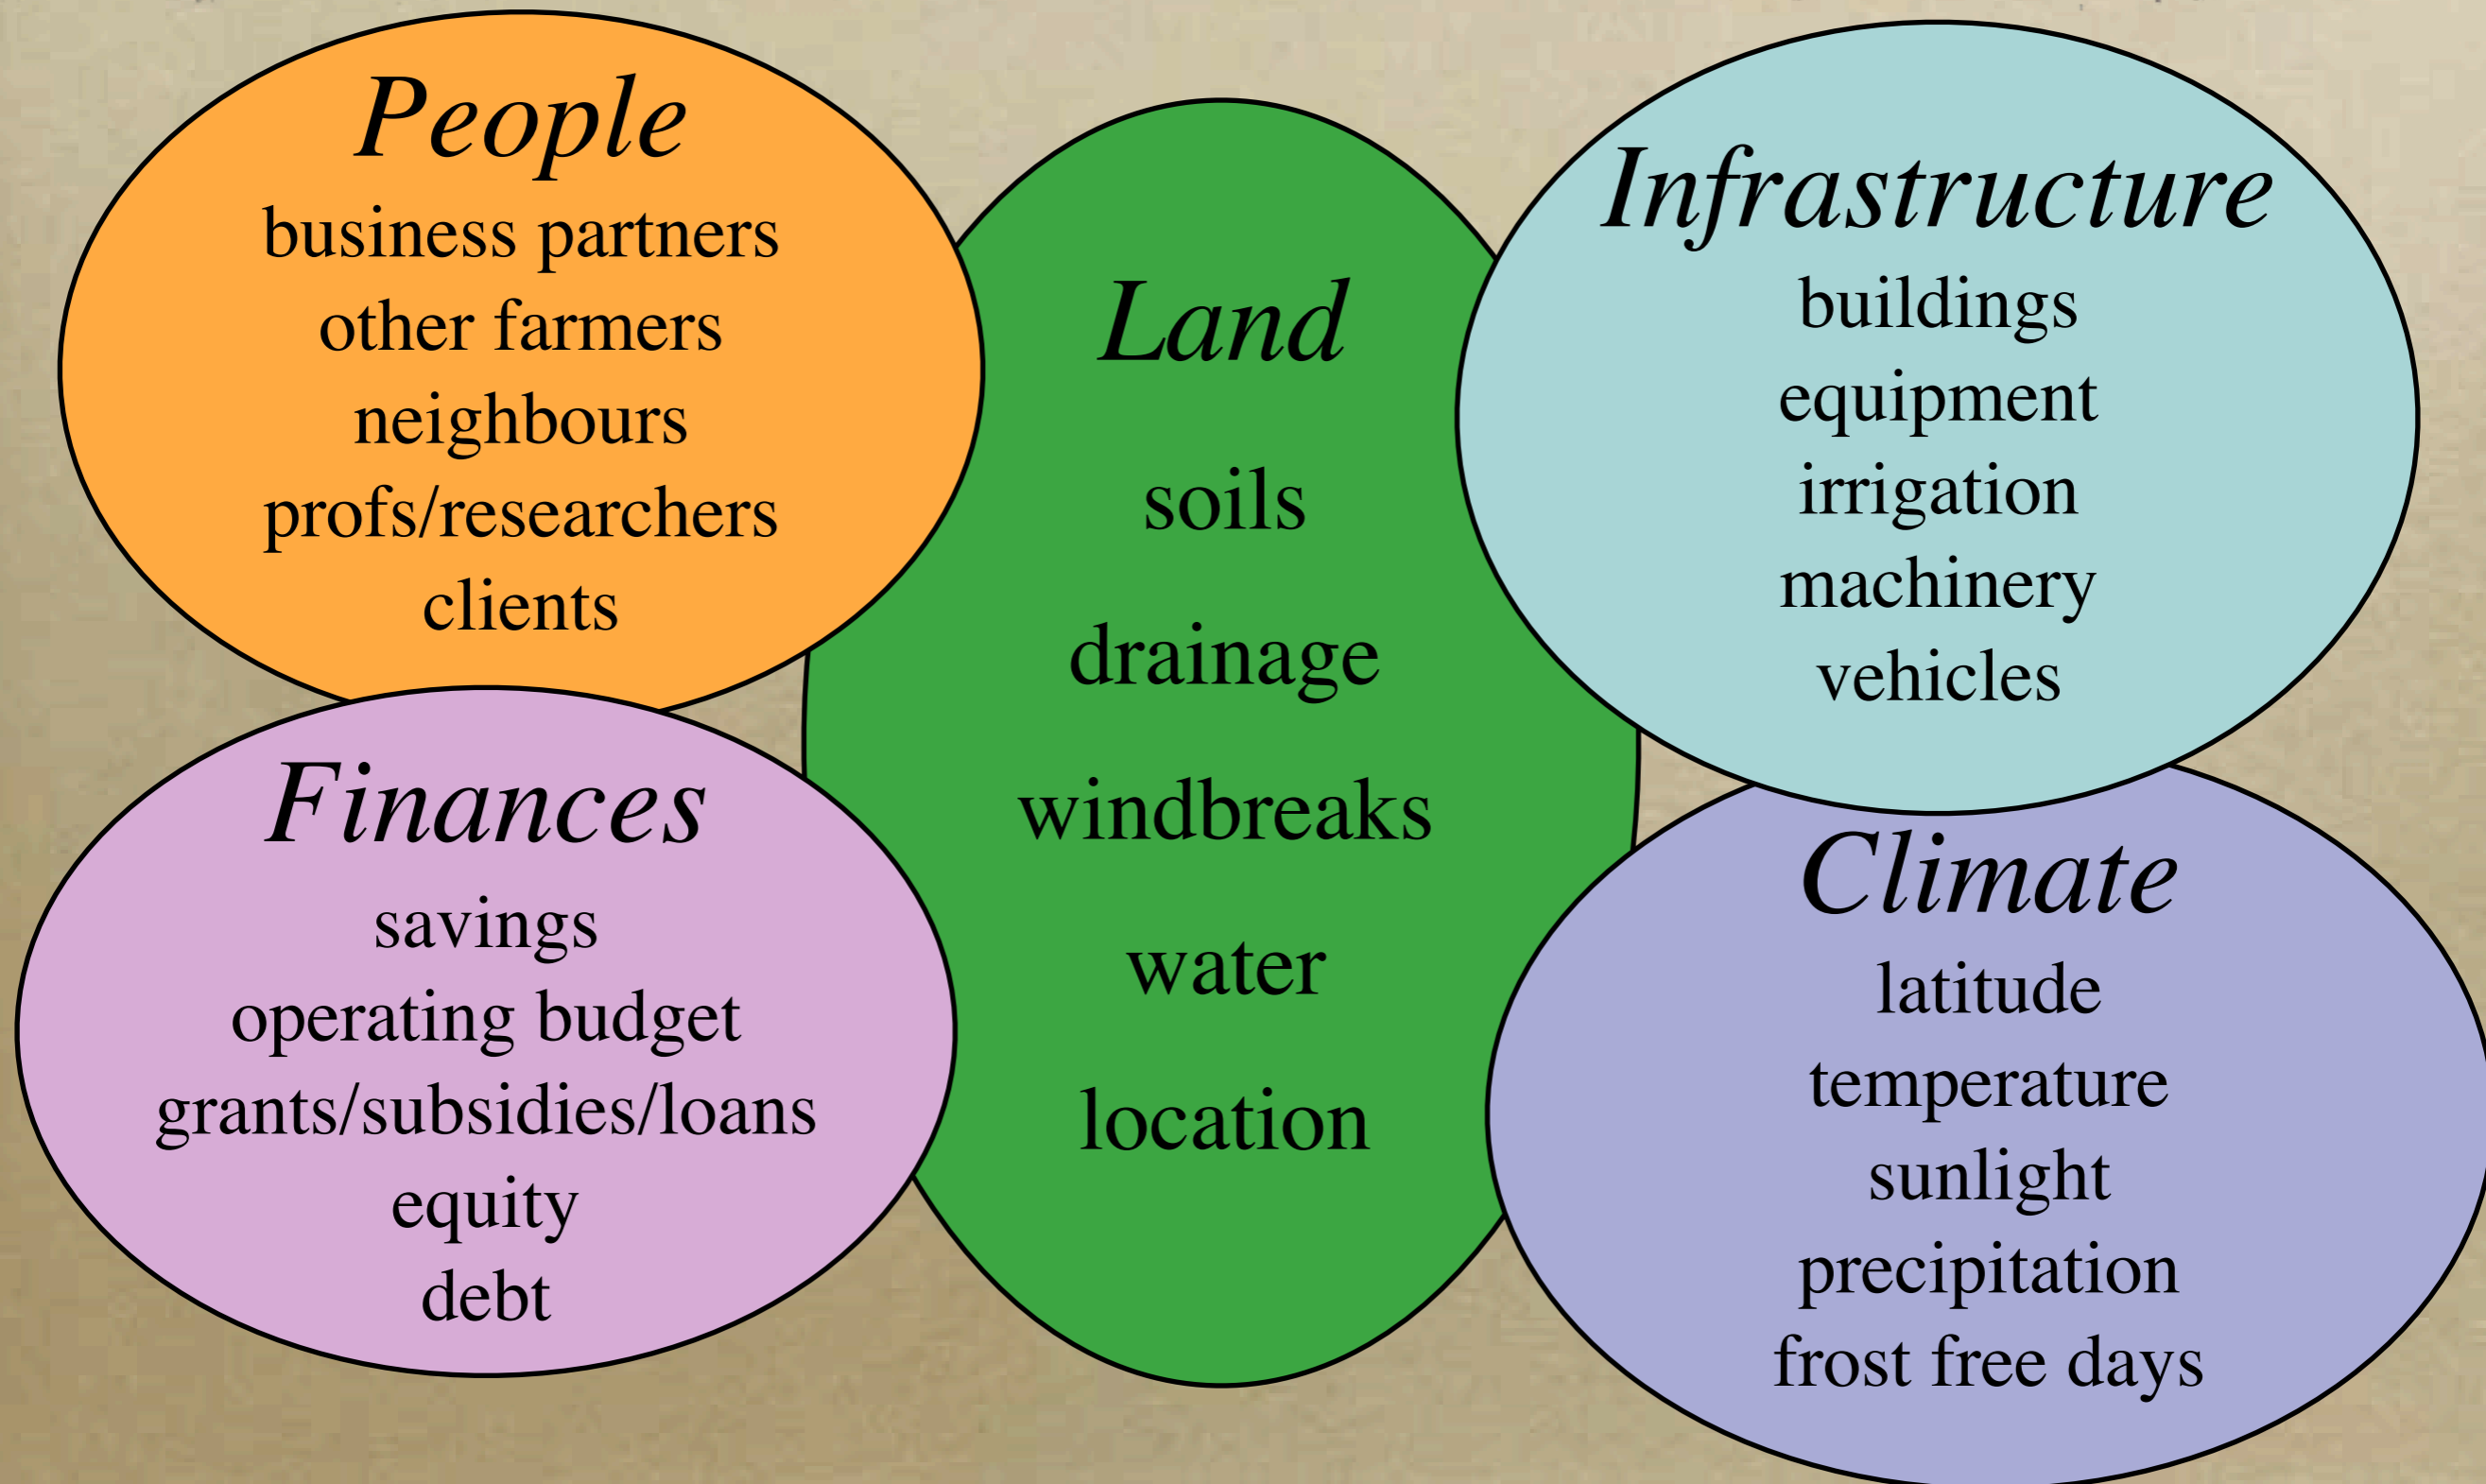 People
business partners
other farmers
neighbours
profs/researchers
clients
Finances
savings
operating budget
grants/subsidies/loans
equity
debt
Land
soils
drainage
windbreaks
water
location
Infrastructure
buildings
equipment
irrigation
machinery
vehicles
Climate
latitude
temperature
sunlight
precipitation
frost free days